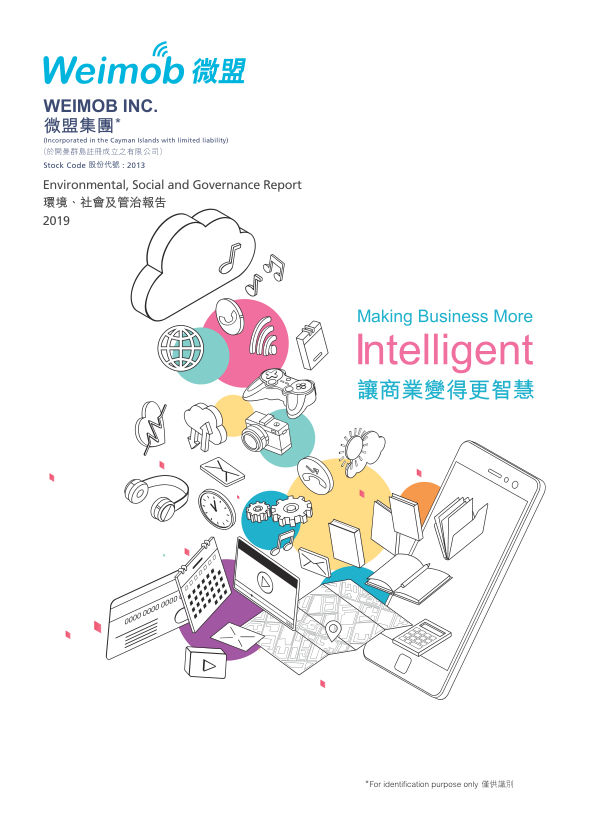 Weimob 微盟
WEIMOB INC.
微盟集團*
(Incorporated in the Cayman Islands with limited liability)
(於開曼群島註冊成立之有限公司)
Stock Code 股份代號 : 2013
Environmental, Social and Governance Report
環境、社會及管治報告
2019
Making Business More
Intelligent
讓商業變得更智慧
0000 0000 0000
*For identification purpose only 僅供識別